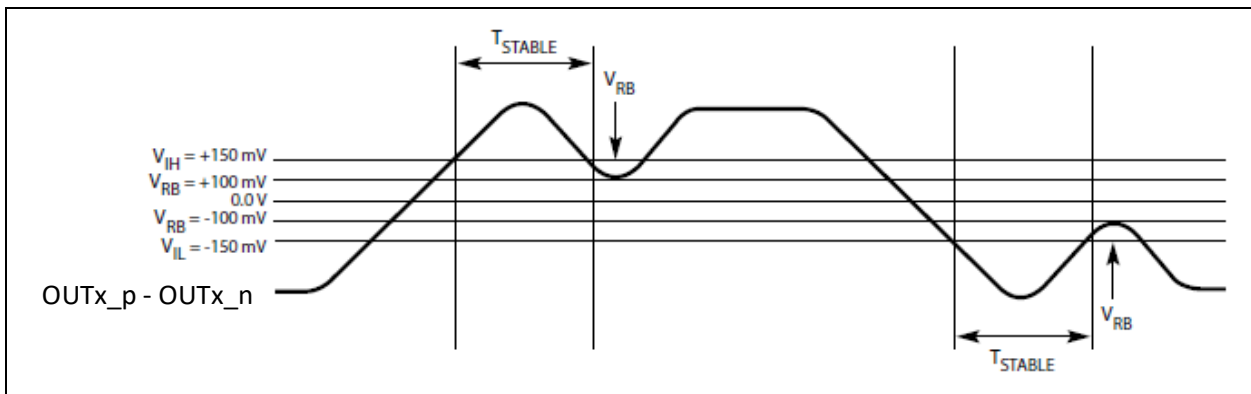 T_STABLE
V_RB
V_IH = +150 mV
V_RB = +100 mV
0.0 V
V_RB = -100 mV
V_IL = -150 mV
OUTx_p - OUTx_n
V_RB
T_STABLE